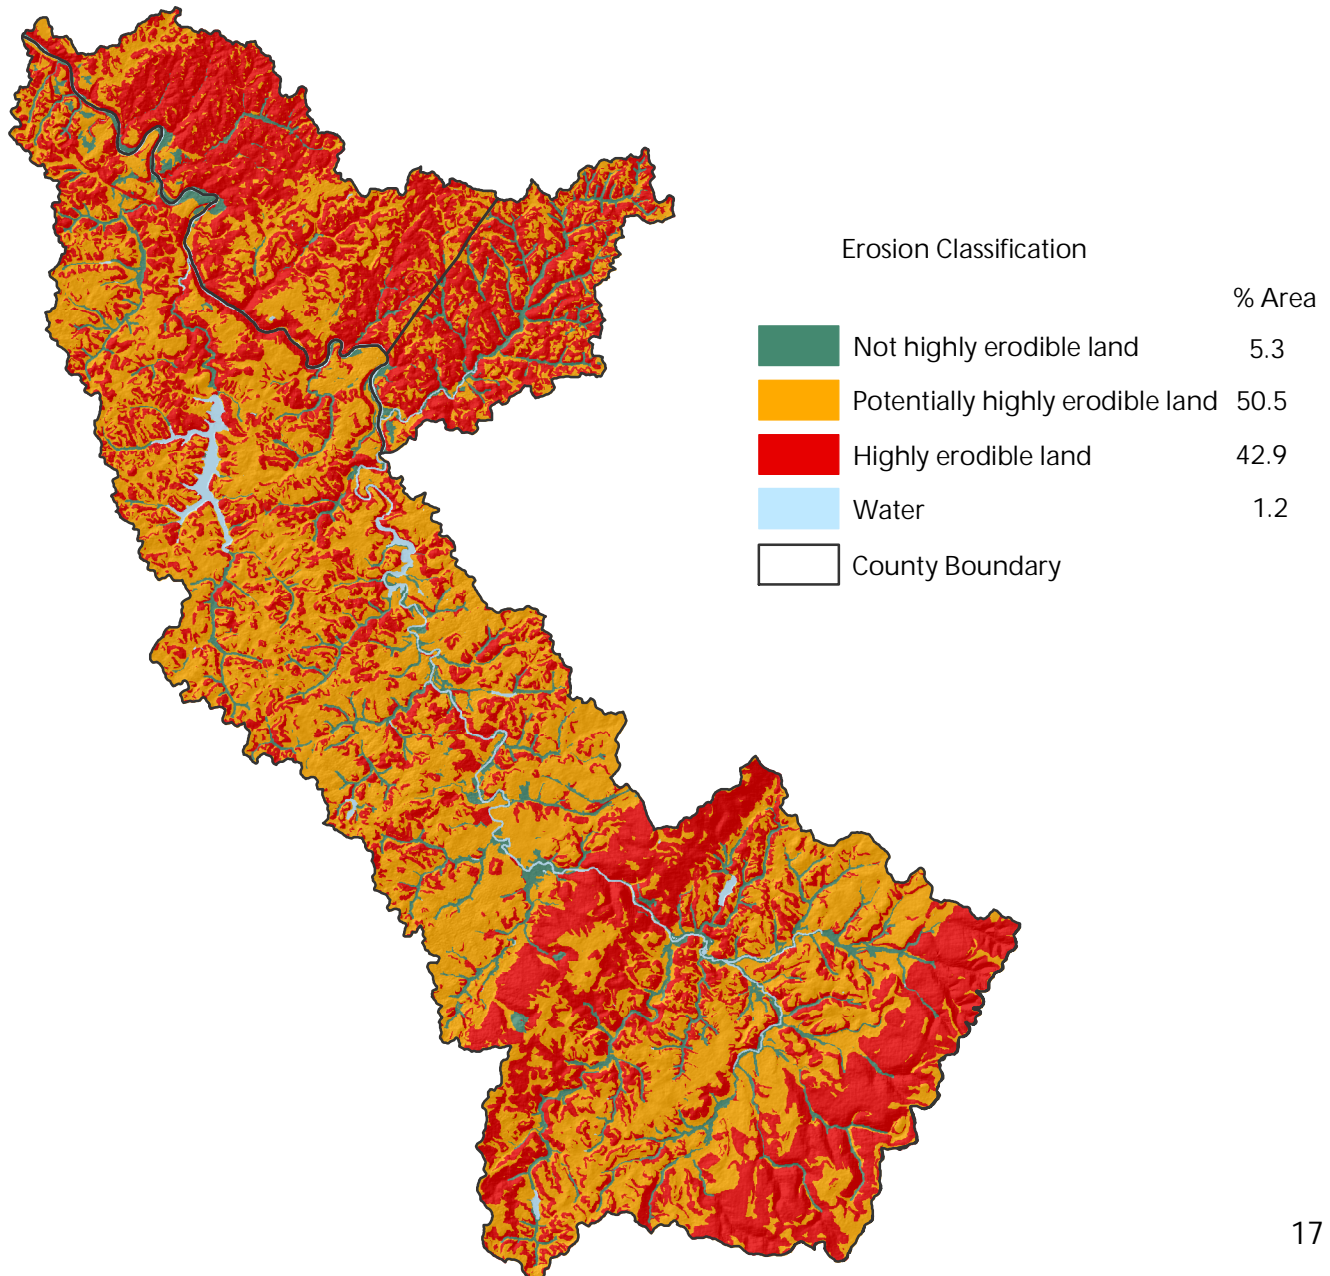 Erosion Classification
% Area
Not highly erodible land 5.3
Potentially highly erodible land 50.5
Highly erodible land 42.9
Water 1.2
County Boundary
17